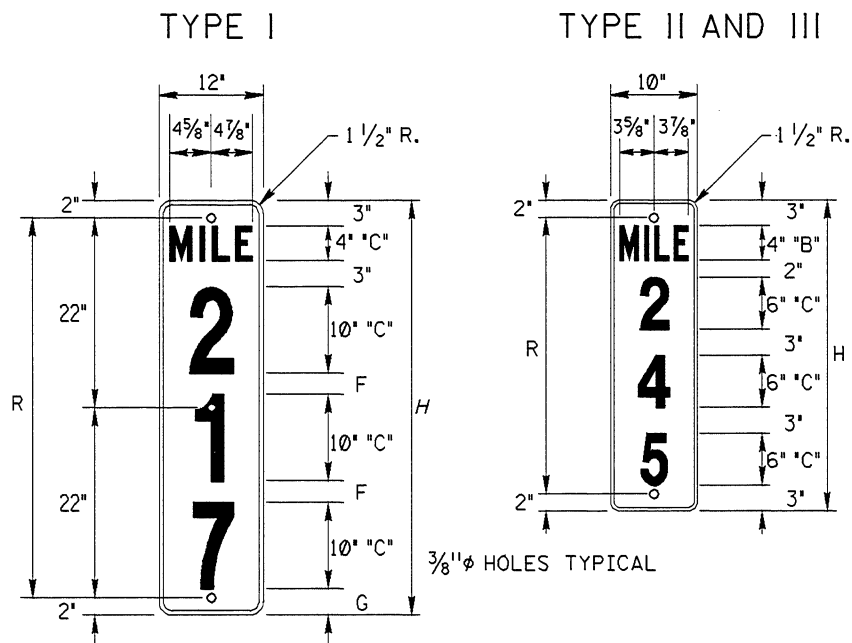 TYPE I
12"
4⅝" 4⅞"
1 ½" R.
2"
3"
MILE
4" "C"
3"
22"
2
10" "C"
R
F
H
1
10" "C"
22"
F
7
10" "C"
2"
G
TYPE II AND III
10"
3⅝" 3⅞"
1 ½" R.
2"
3"
MILE
4" "B"
2"
2
6" "C"
R
3"
H
4
6" "C"
3"
5
6" "C"
2"
3"
⅜"ø HOLES TYPICAL